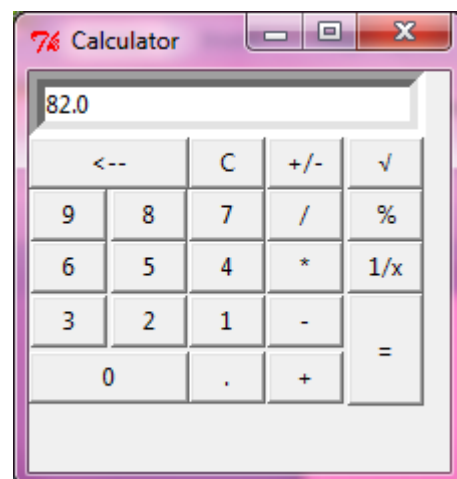 Calculator
82.0
<-- C +/- √
9 8 7 / %
6 5 4 * 1/x
3 2 1 -
=
0 . +